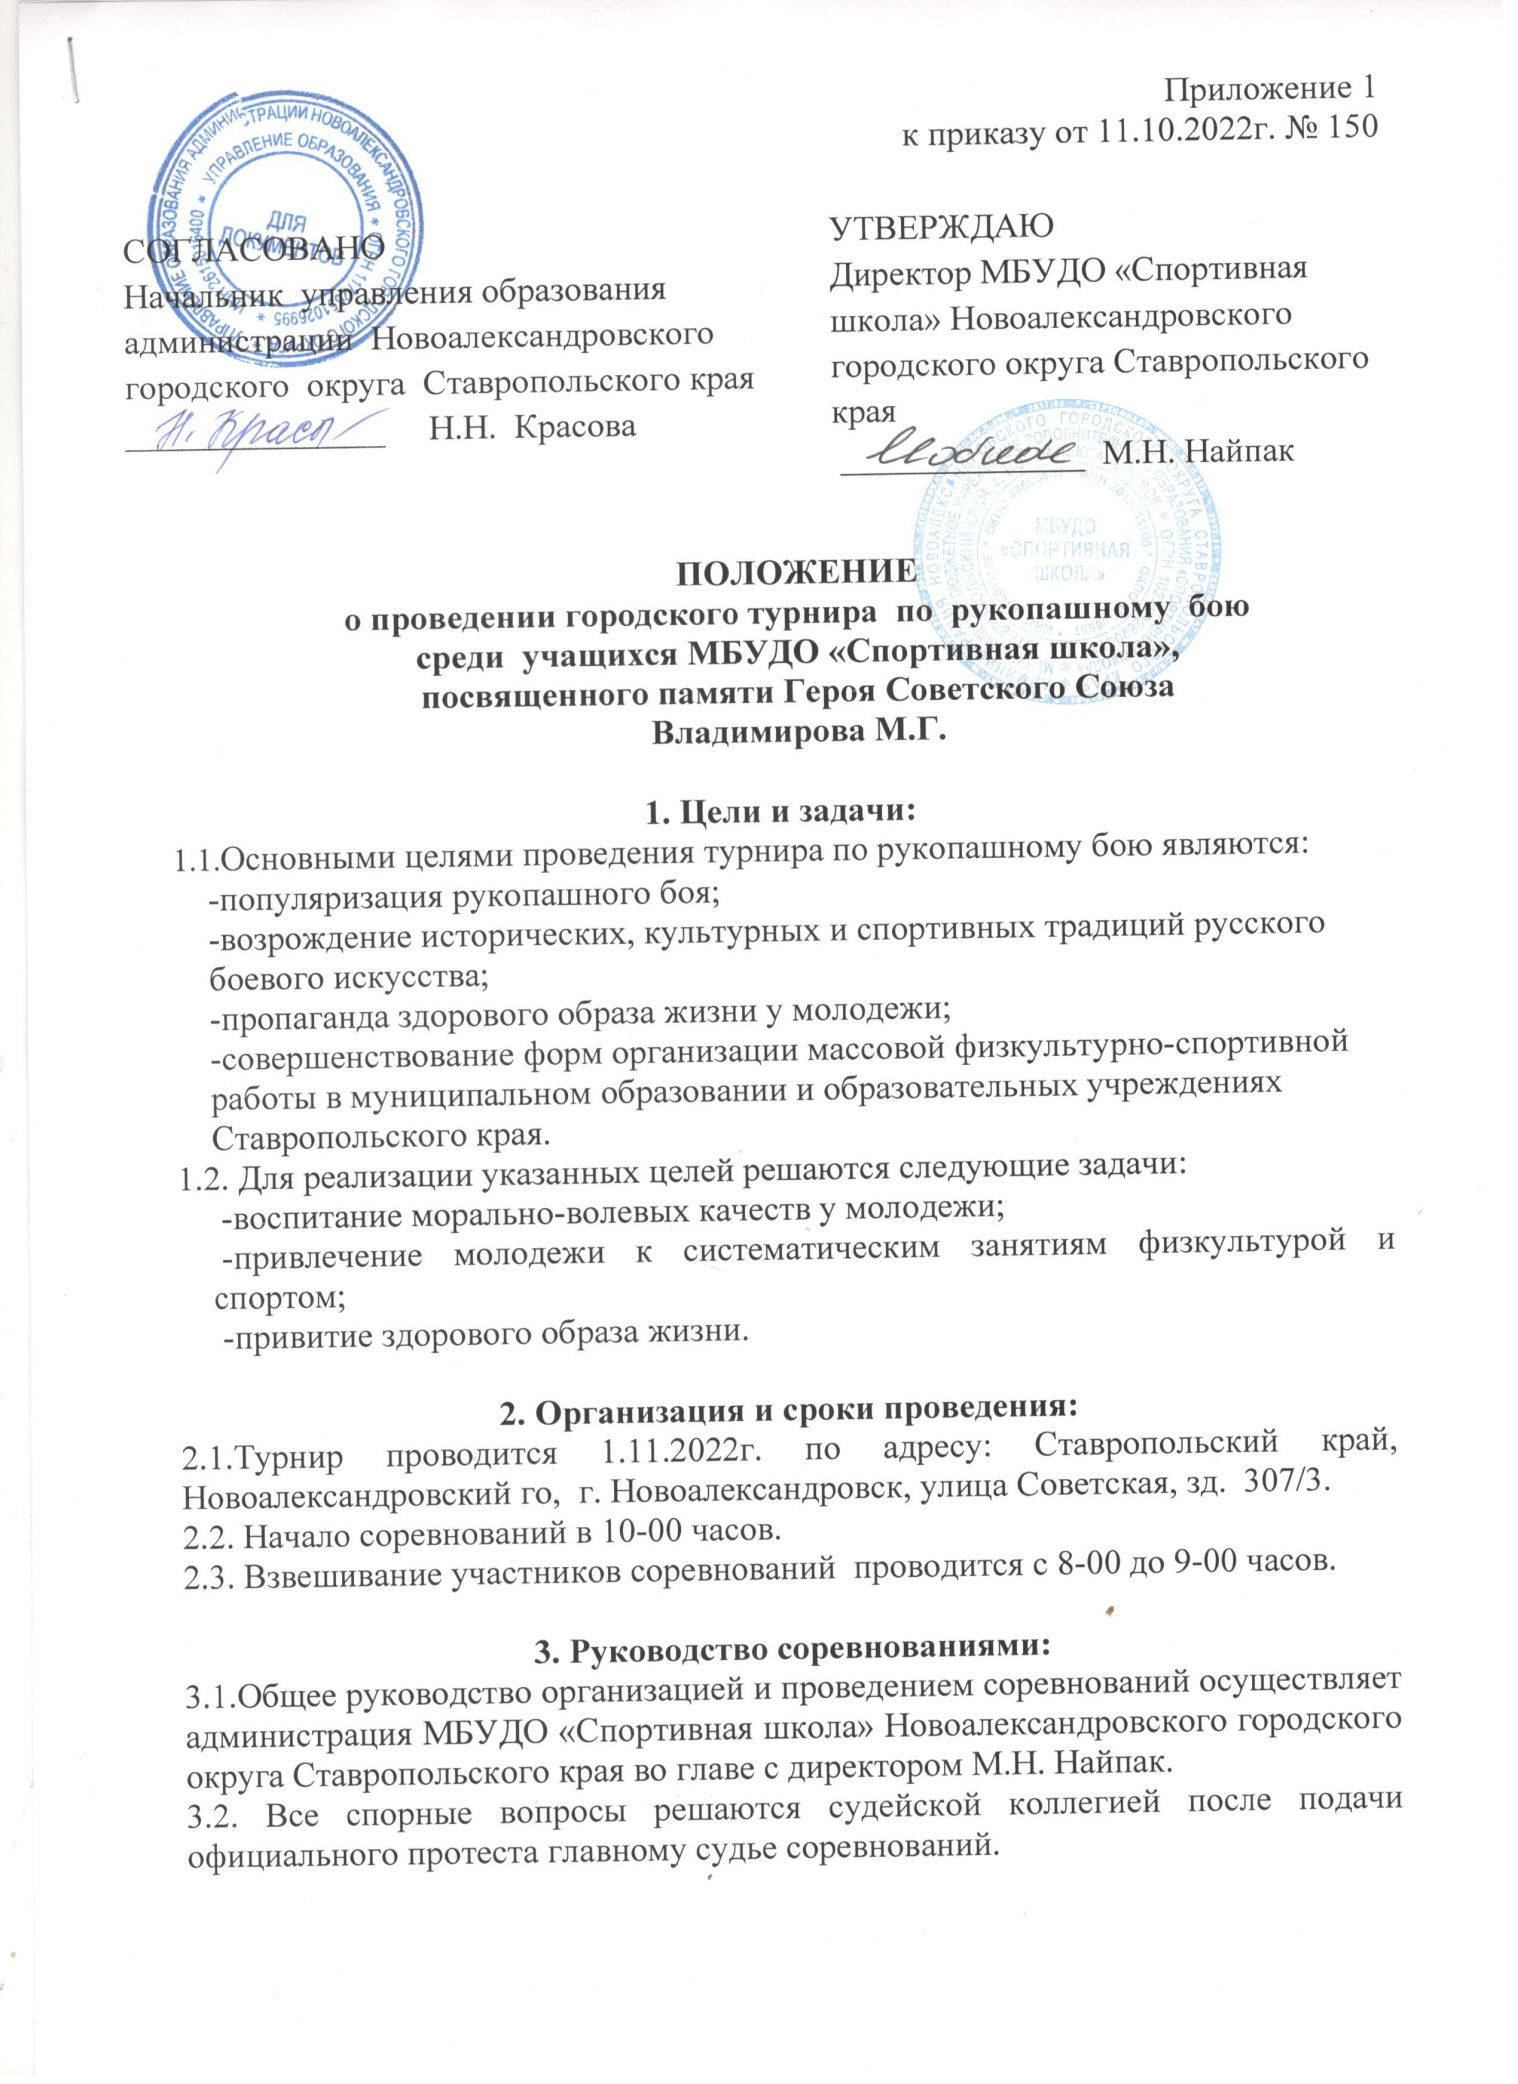 Приложение 1
к приказу от 11.10.2022г. № 150
УПРАВЛЕНИЕ ОБРАЗОВАНИЯ
ДЛЯ
ДОКУМЕНТОВ
СОГЛАСОВАНО
Начальник управления образования
администрации Новоалександровского
городского округа Ставропольского края
Н.Н. Красова
УТВЕРЖДАЮ
Директор МБУДО «Спортивная
школа» Новоалександровского
городского округа Ставропольского
края
М.Н. Найпак
МБУДО
«СПОРТИВНАЯ
ШКОЛА»
ПОЛОЖЕНИЕ
о проведении городского турнира по рукопашному бою
среди учащихся МБУДО «Спортивная школа»,
посвященного памяти Героя Советского Союза
Владимирова М.Г.
1. Цели и задачи:
1.1.Основными целями проведения турнира по рукопашному бою являются:
-популяризация рукопашного боя;
-возрождение исторических, культурных и спортивных традиций русского
боевого искусства;
-пропаганда здорового образа жизни у молодежи;
-совершенствование форм организации массовой физкультурно-спортивной
работы в муниципальном образовании и образовательных учреждениях
Ставропольского края.
1.2. Для реализации указанных целей решаются следующие задачи:
-воспитание морально-волевых качеств у молодежи;
-привлечение молодежи к систематическим занятиям физкультурой и
спортом;
-привитие здорового образа жизни.
2. Организация и сроки проведения:
2.1.Турнир проводится 1.11.2022г. по адресу: Ставропольский край,
Новоалександровский го, г. Новоалександровск, улица Советская, зд. 307/3.
2.2. Начало соревнований в 10-00 часов.
2.3. Взвешивание участников соревнований проводится с 8-00 до 9-00 часов.
3. Руководство соревнованиями:
3.1.Общее руководство организацией и проведением соревнований осуществляет
администрация МБУДО «Спортивная школа» Новоалександровского городского
округа Ставропольского края во главе с директором М.Н. Найпак.
3.2. Все спорные вопросы решаются судейской коллегией после подачи
официального протеста главному судье соревнований.